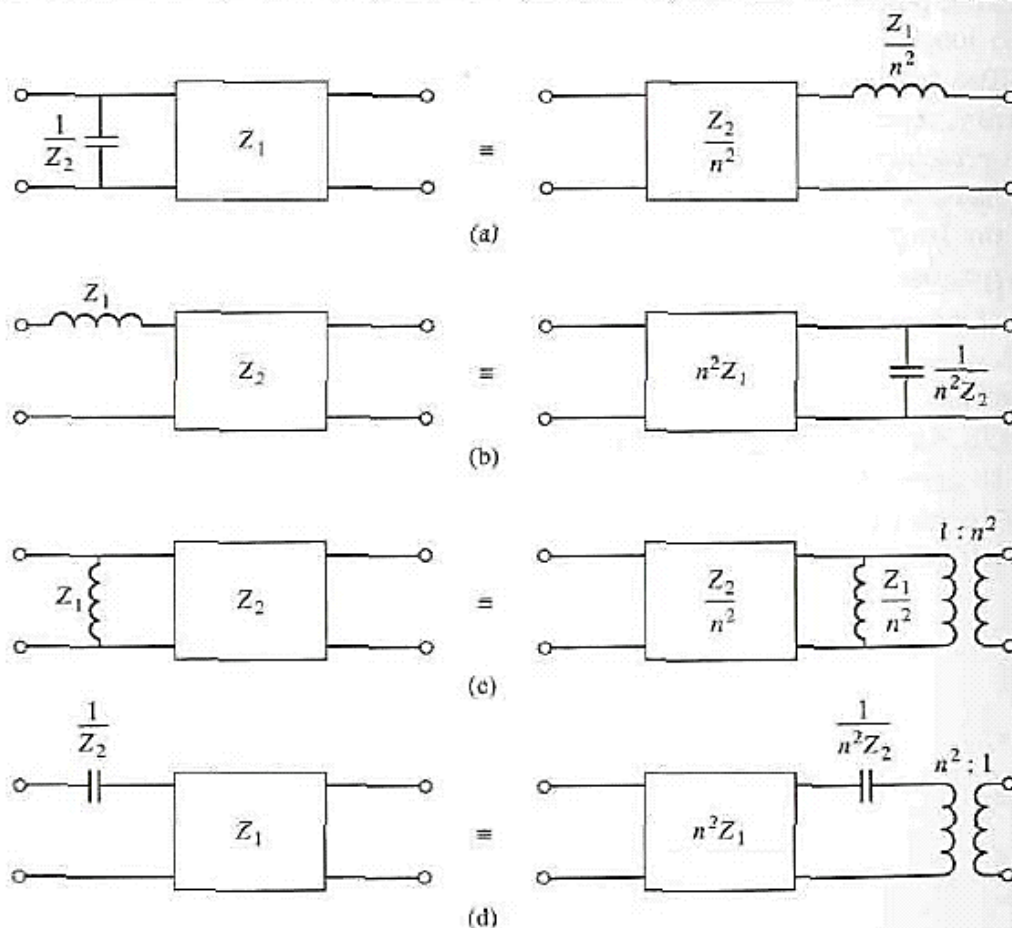 Z₁/n²
1/Z₂
Z₁
≡
Z₂/n²
(a)
Z₁
Z₂
≡
n²Z₁
1/n²Z₂
(b)
1 : n²
Z₁
Z₂
≡
Z₂/n²
Z₁/n²
(c)
1/Z₂
1/n²Z₂
n² : 1
Z₁
≡
n²Z₁
(d)